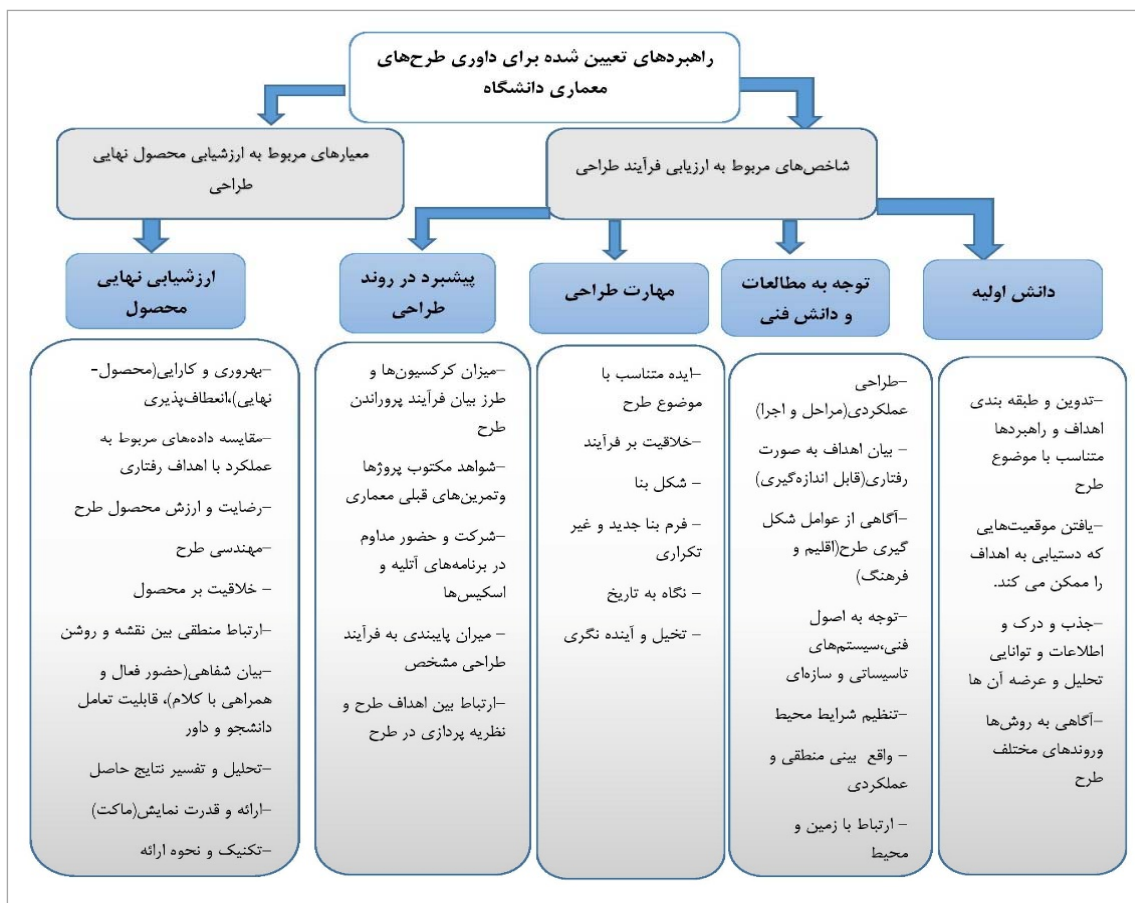 راهبردهای تعیین شده برای داوری طرح‌های
معماری دانشگاه
شاخص‌های مربوط به ارزیابی فرآیند طراحی
معیارهای مربوط به ارزشیابی محصول نهایی
طراحی
دانش اولیه
–تدوین و طبقه بندی
اهداف و راهبردها
متناسب با موضوع
طرح
–یافتن موقعیت‌هایی
که دستیابی به اهداف
را ممکن می کند.
–جذب و درک و
اطلاعات و توانایی
تحلیل و عرضه آن ها
–آگاهی به روش‌ها
وروندهای مختلف
طرح
توجه به مطالعات
و دانش فنی
–طراحی
عملکردی(مراحل و اجرا)
– بیان اهداف به صورت
رفتاری(قابل اندازه‌گیری)
–آگاهی از عوامل شکل
گیری طرح(اقلیم و
فرهنگ)
–توجه به اصول
فنی،سیستم‌های
تاسیساتی و سازه‌ای
–تنظیم شرایط محیط
– واقع بینی منطقی و
عملکردی
– ارتباط با زمین و
محیط
مهارت طراحی
–ایده متناسب با
موضوع طرح
–خلاقیت بر فرآیند
– شکل بنا
– فرم بنا جدید و غیر
تکراری
– نگاه به تاریخ
– تخیل و آینده نگری
پیشبرد در روند
طراحی
–میزان کرکسیون‌ها و
طرز بیان فرآیند پروراندن
طرح
–شواهد مکتوب پروژها
وتمرین‌های قبلی معماری
–شرکت و حضور مداوم
در برنامه‌های آتلیه و
اسکیس‌ها
– میران پایبندی به فرآیند
طراحی مشخص
–ارتباط بین اهداف طرح و
نظریه پردازی در طرح
ارزشیابی نهایی
محصول
–بهروری و کارایی(محصول-
نهایی)،انعطاف‌پذیری
–مقایسه داده‌های مربوط به
عملکرد با اهداف رفتاری
–رضایت و ارزش محصول طرح
–مهندسی طرح
– خلاقیت بر محصول
–ارتباط منطقی بین نقشه و روشن
–بیان شفاهی(حضور فعال و
همراهی با کلام)، قابلیت تعامل
دانشجو و داور
–تحلیل و تفسیر نتایج حاصل
–ارائه و قدرت نمایش(ماکت)
–تکنیک و نحوه ارائه